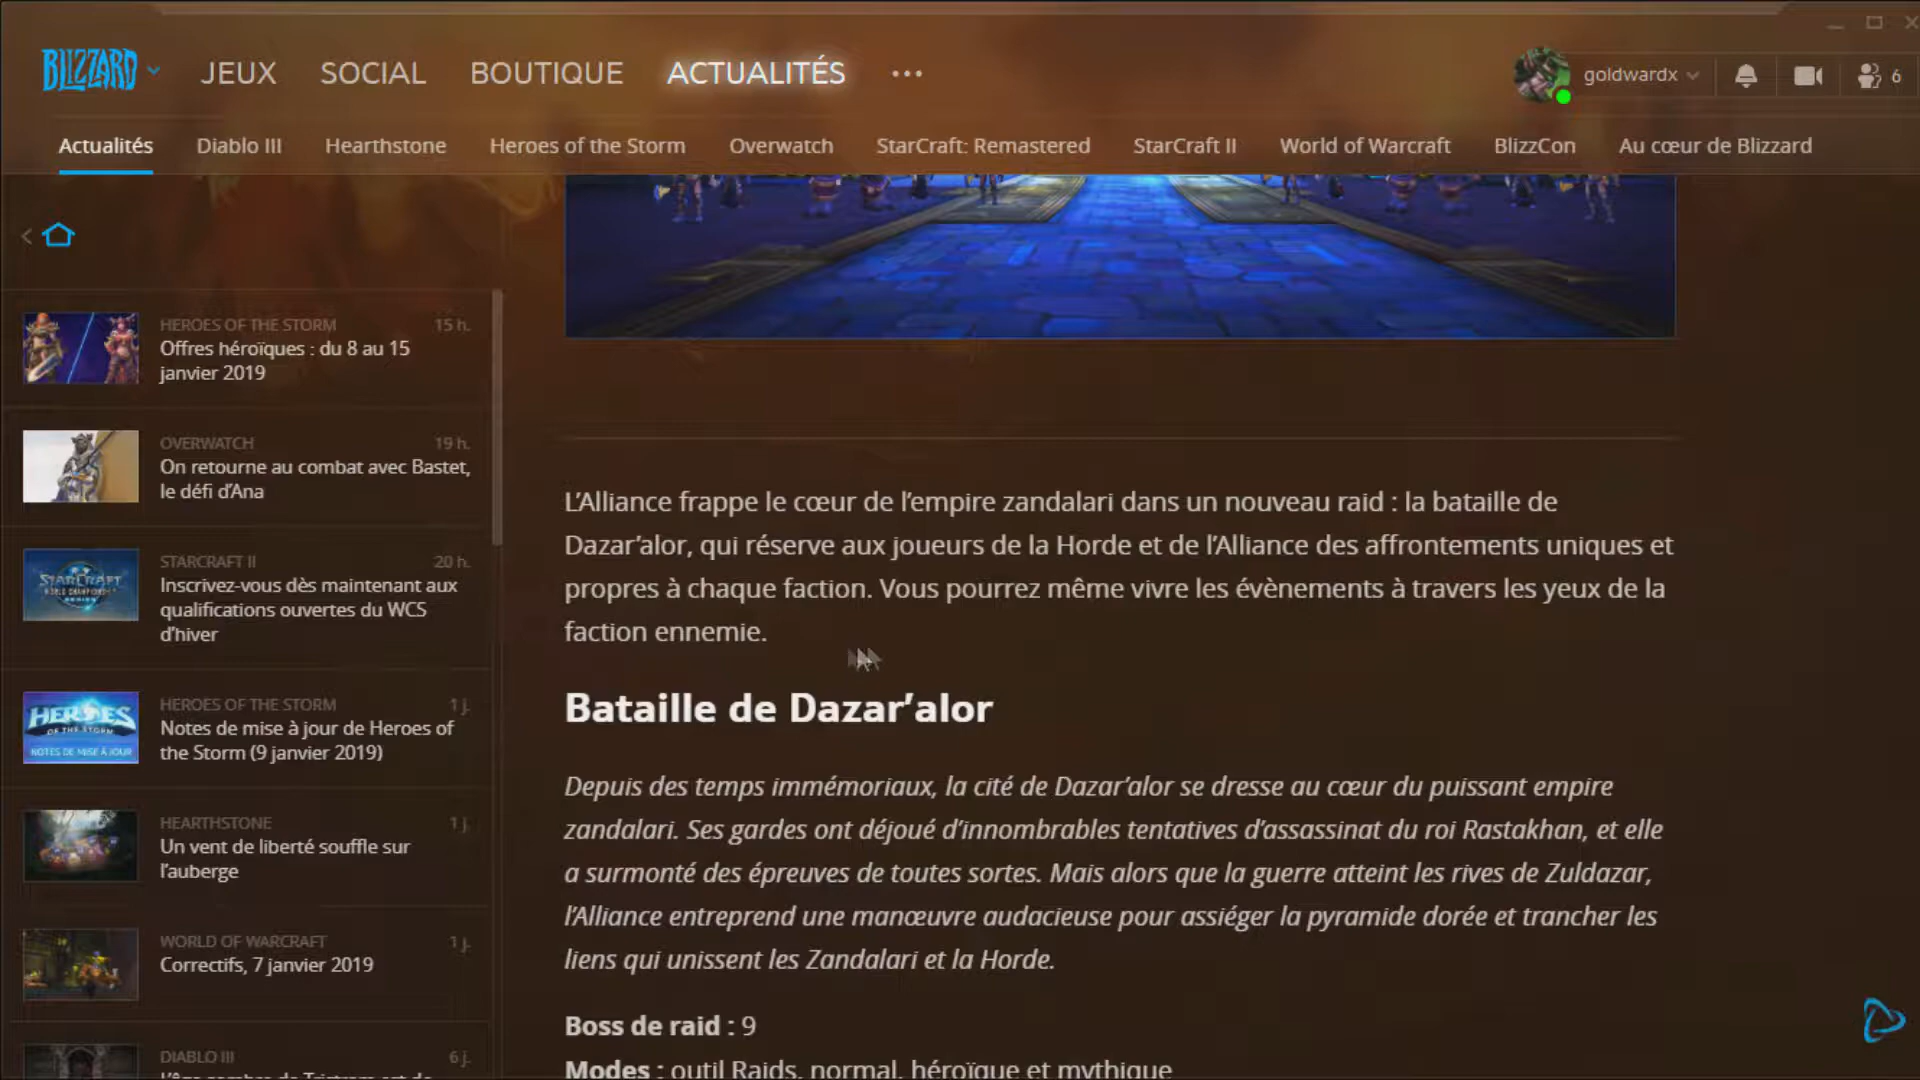 BLIZZARD
JEUX
SOCIAL
BOUTIQUE
ACTUALITÉS
goldwardx
6
Actualités
Diablo III
Hearthstone
Heroes of the Storm
Overwatch
StarCraft: Remastered
StarCraft II
World of Warcraft
BlizzCon
Au cœur de Blizzard
HEROES OF THE STORM
15 h.
Offres héroïques : du 8 au 15
janvier 2019
OVERWATCH
19 h.
On retourne au combat avec Bastet,
le défi d’Ana
STARCRAFT II
20 h.
STARCRAFT
WORLD CHAMPIONSHIP
SERIES
Inscrivez-vous dès maintenant aux
qualifications ouvertes du WCS
d’hiver
HEROES OF THE STORM
1 j.
HEROES
OF THE STORM
NOTES DE MISE À JOUR
Notes de mise à jour de Heroes of
the Storm (9 janvier 2019)
HEARTHSTONE
1 j.
Un vent de liberté souffle sur
l’auberge
WORLD OF WARCRAFT
1 j.
Correctifs, 7 janvier 2019
DIABLO III
6 j.
L’Alliance frappe le cœur de l’empire zandalari dans un nouveau raid : la bataille de
Dazar’alor, qui réserve aux joueurs de la Horde et de l’Alliance des affrontements uniques et
propres à chaque faction. Vous pourrez même vivre les évènements à travers les yeux de la
faction ennemie.
Bataille de Dazar’alor
Depuis des temps immémoriaux, la cité de Dazar’alor se dresse au cœur du puissant empire
zandalari. Ses gardes ont déjoué d’innombrables tentatives d’assassinat du roi Rastakhan, et elle
a surmonté des épreuves de toutes sortes. Mais alors que la guerre atteint les rives de Zuldazar,
l’Alliance entreprend une manœuvre audacieuse pour assiéger la pyramide dorée et trancher les
liens qui unissent les Zandalari et la Horde.
Boss de raid : 9
Modes : outil Raids, normal, héroïque et mythique